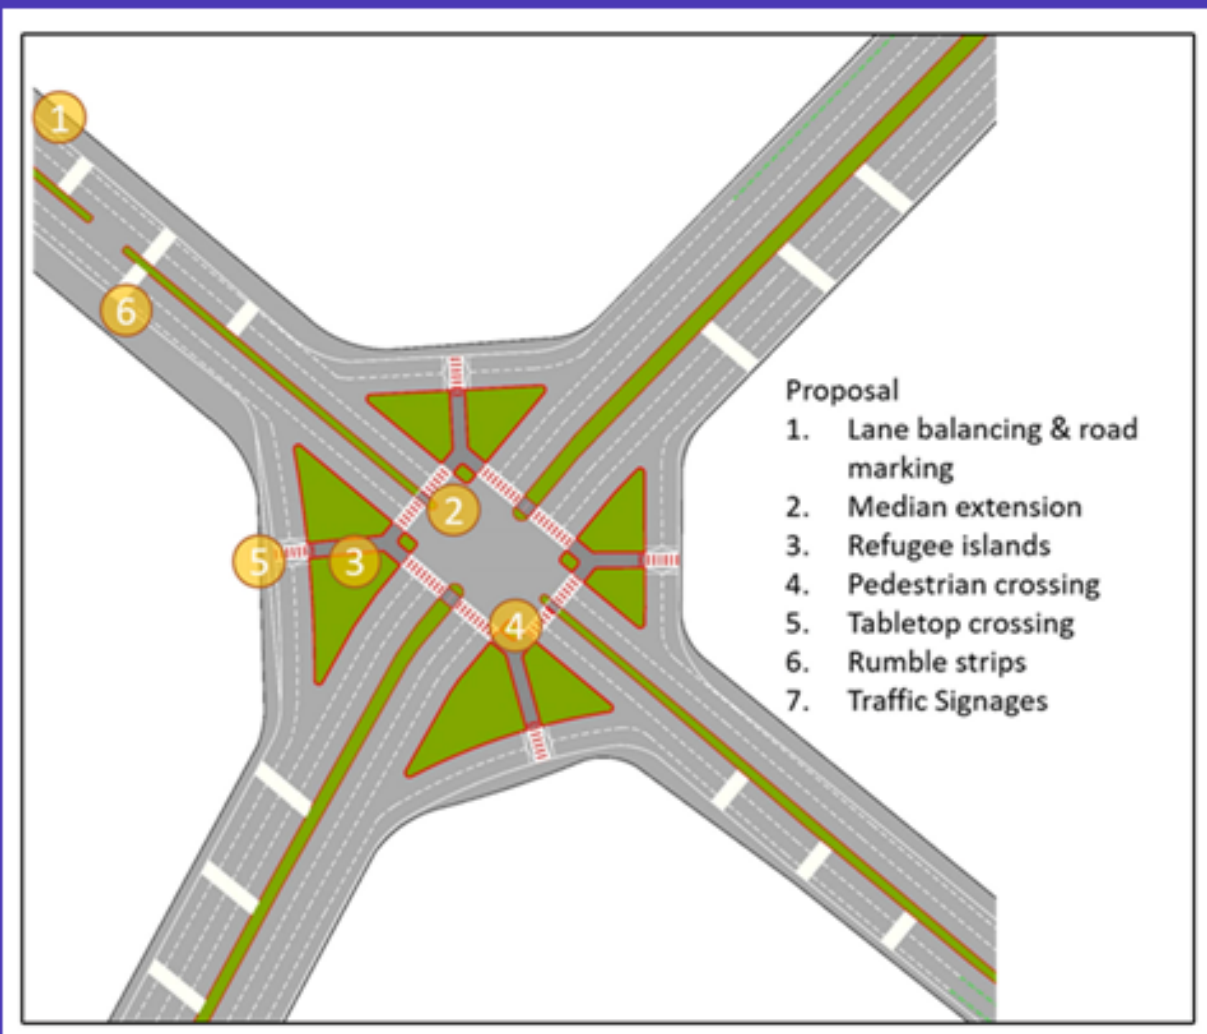 1
6
2
5
3
4
Proposal
1. Lane balancing & road
marking
2. Median extension
3. Refugee islands
4. Pedestrian crossing
5. Tabletop crossing
6. Rumble strips
7. Traffic Signages